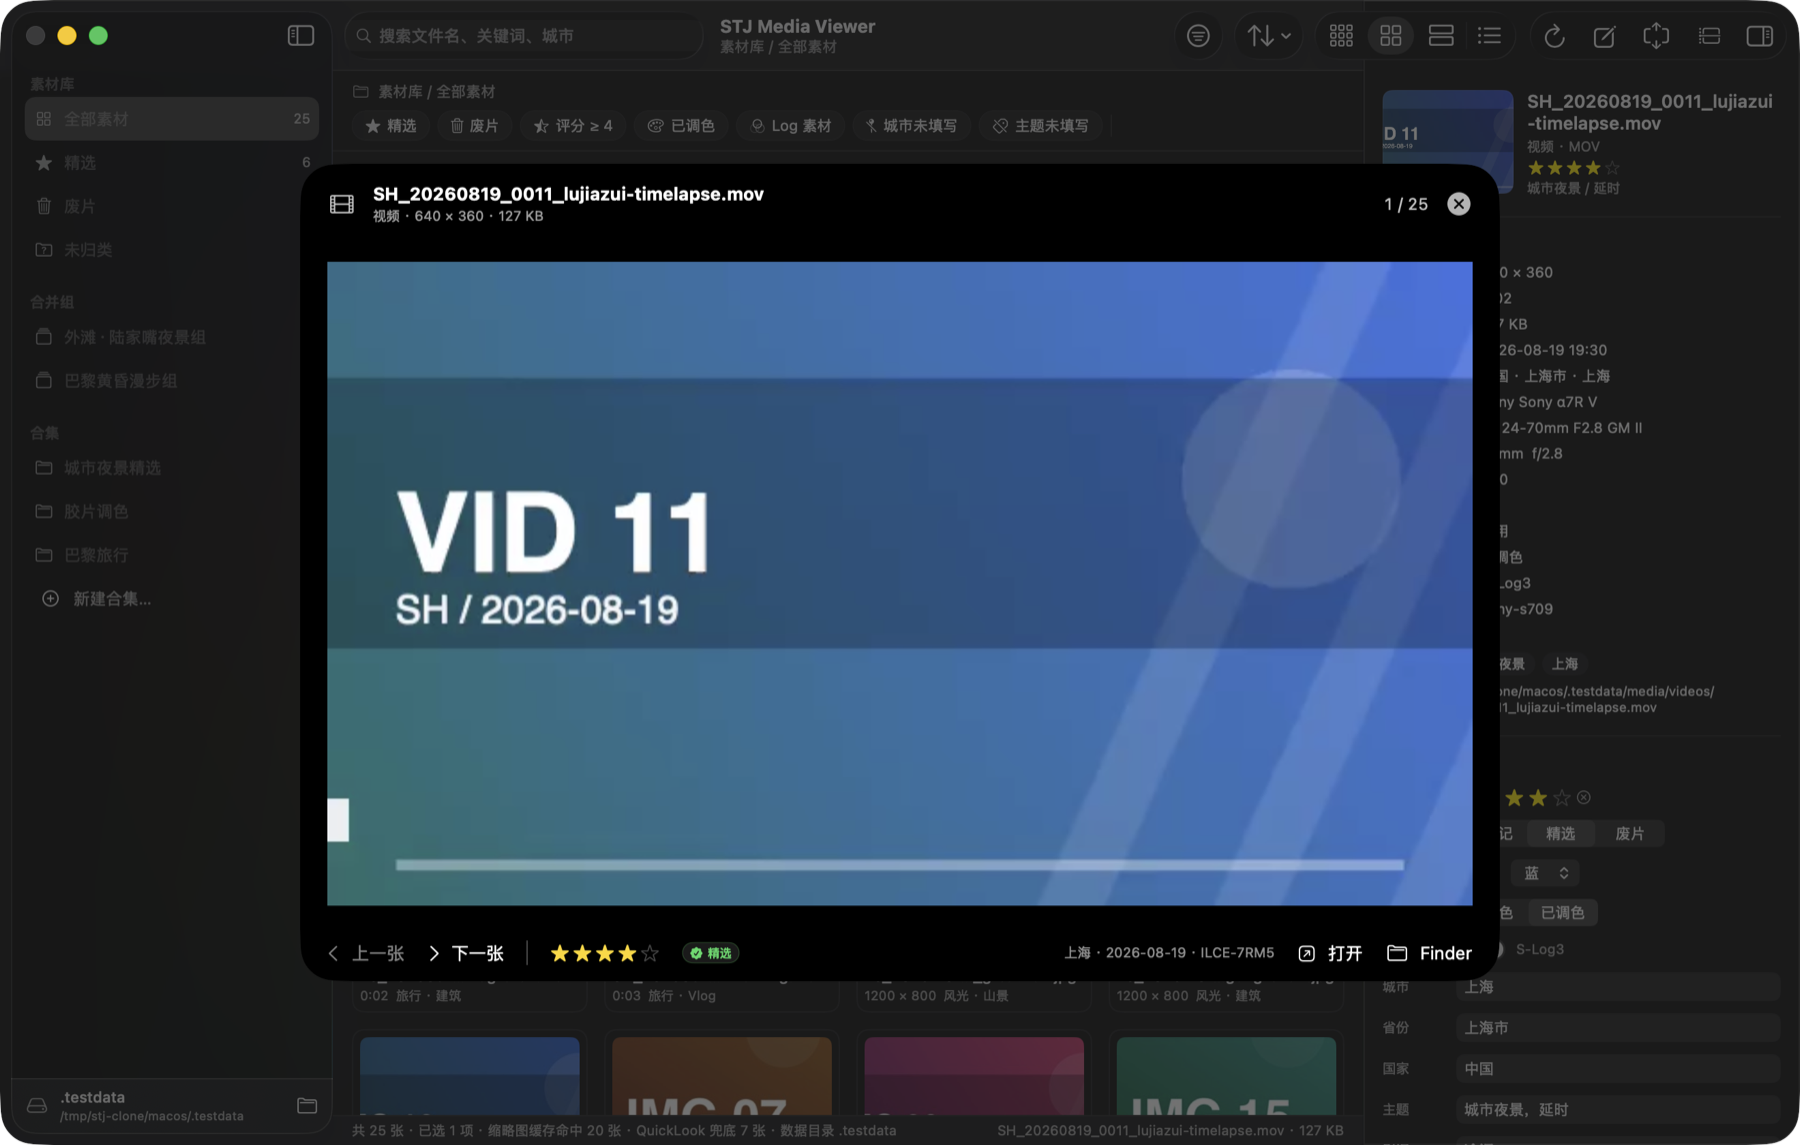 搜索文件名、关键词、城市
STJ Media Viewer
素材库 / 全部素材
素材库
全部素材 25
精选 6
废片
未归类
合并组
外滩 · 陆家嘴夜景组
巴黎黄昏漫步组
合集
城市夜景精选
胶片调色
巴黎旅行
新建合集...
.testdata
/tmp/stj-clone/macos/.testdata
素材库 / 全部素材
精选 废片 评分 ≥ 4 已调色 Log 素材 城市未填写 主题未填写
SH_20260819_0011_lujiazui-timelapse.mov
视频 · 640 × 360 · 127 KB
1 / 25
VID 11
SH / 2026-08-19
上一张 下一张 精选 上海 · 2026-08-19 · ILCE-7RM5 打开 Finder
0:02 旅行 · 建筑
0:03 旅行 · Vlog
1200 × 800 风光 · 山景
1200 × 800 风光 · 建筑
IMG 07
IMG 15
共 25 张 · 已选 1 项 · 缩略图缓存命中 20 张 · QuickLook 兜底 7 张 · 数据目录 .testdata
SH_20260819_0011_lujiazui-timelapse.mov · 127 KB
D 11
SH_20260819_0011_lujiazui
-timelapse.mov
视频 · MOV
城市夜景 / 延时
0 × 360
02
7 KB
26-08-19 19:30
国 · 上海市 · 上海
ny Sony α7R V
24-70mm F2.8 GM II
mm f/2.8
0
用
调色
Log3
ny-s709
夜景 上海
one/macos/.testdata/media/videos/
11_lujiazui-timelapse.mov
记 精选 废片
蓝
色 已调色
S-Log3
城市 上海
省份 上海市
国家 中国
主题 城市夜景，延时